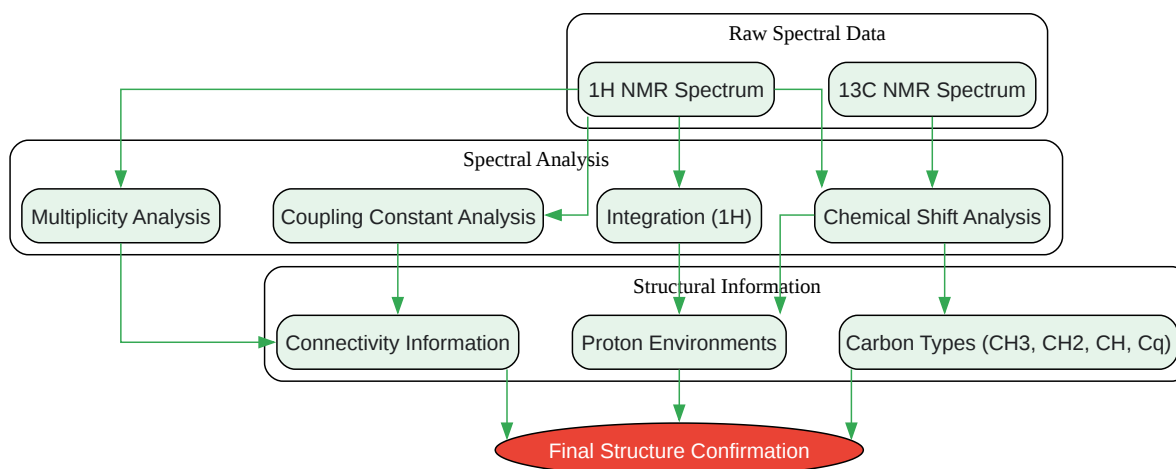 Raw Spectral Data
1H NMR Spectrum
13C NMR Spectrum
Spectral Analysis
Multiplicity Analysis
Coupling Constant Analysis
Integration (1H)
Chemical Shift Analysis
Structural Information
Connectivity Information
Proton Environments
Carbon Types (CH3, CH2, CH, Cq)
Final Structure Confirmation